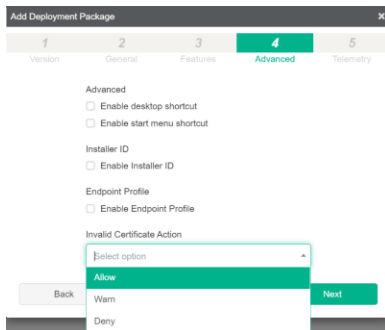 Add Deployment Package ×
1 2 3 4 5
Version General Features Advanced Telemetry
Advanced
Enable desktop shortcut
Enable start menu shortcut
Installer ID
Enable Installer ID
Endpoint Profile
Enable Endpoint Profile
Invalid Certificate Action
Select option
Allow
Back Next
Warn
Deny